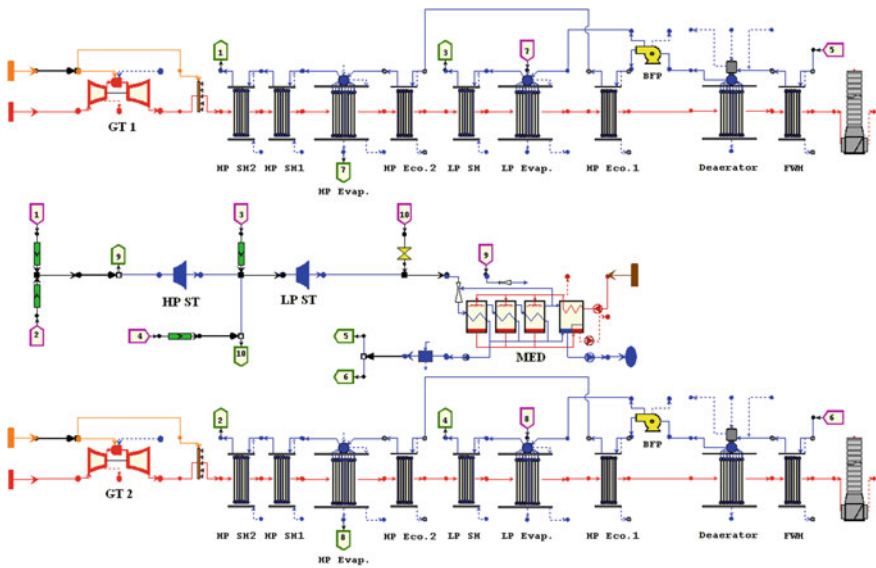 1
3
7
5
BFP
GT 1
HP SH2
HP SH1
HP Evap.
HP Eco.2
LP SH
LP Evap.
HP Eco.1
Deaerator
FWH
7
1
3
10
9
9
HP ST
LP ST
2
4
10
5
6
MED
2
4
8
6
BFP
GT 2
HP SH2
HP SH1
HP Evap.
HP Eco.2
LP SH
LP Evap.
HP Eco.1
Deaerator
FWH
8